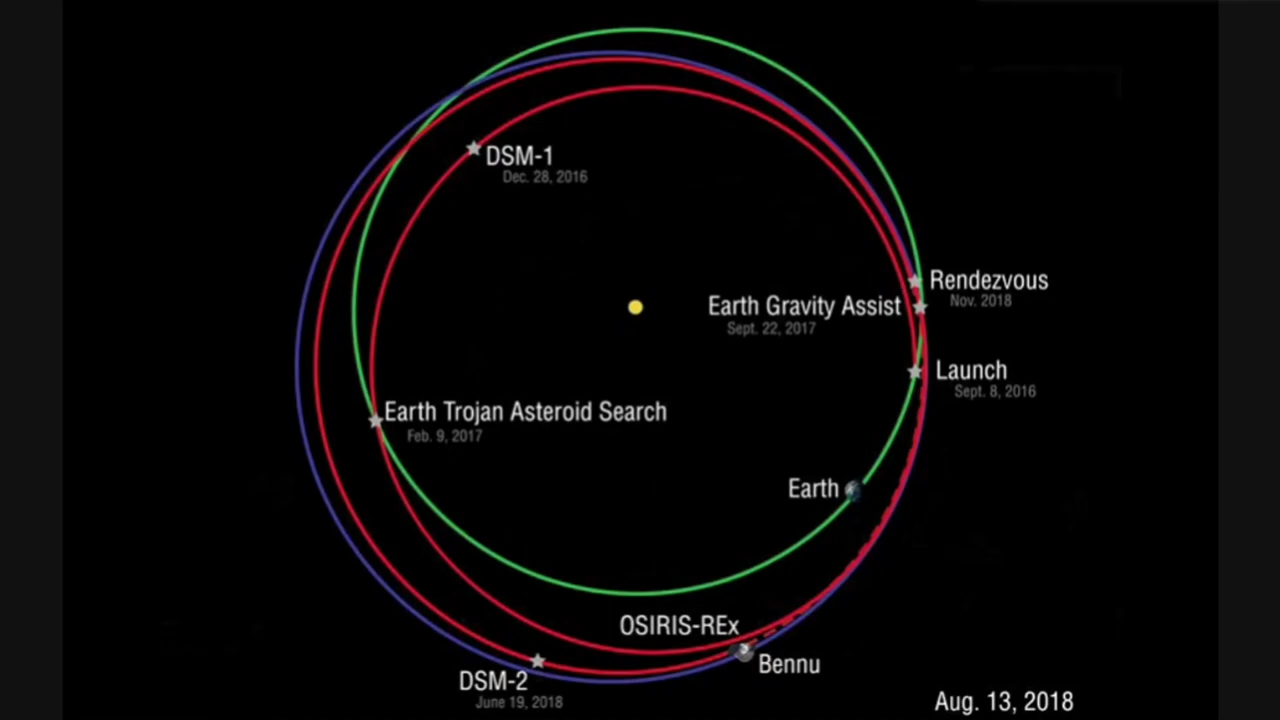 DSM-1
Dec. 28, 2016
Rendezvous
Nov. 2018
Earth Gravity Assist
Sept. 22, 2017
Launch
Sept. 8, 2016
Earth Trojan Asteroid Search
Feb. 9, 2017
Earth
OSIRIS-REx
Bennu
DSM-2
June 19, 2018
Aug. 13, 2018